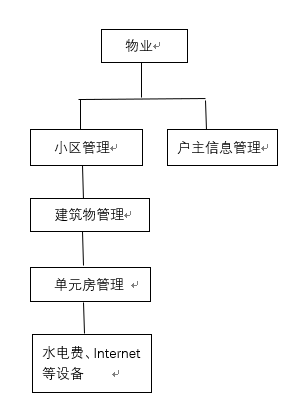 物业
小区管理
户主信息管理
建筑物管理
单元房管理
水电费、Internet
等设备